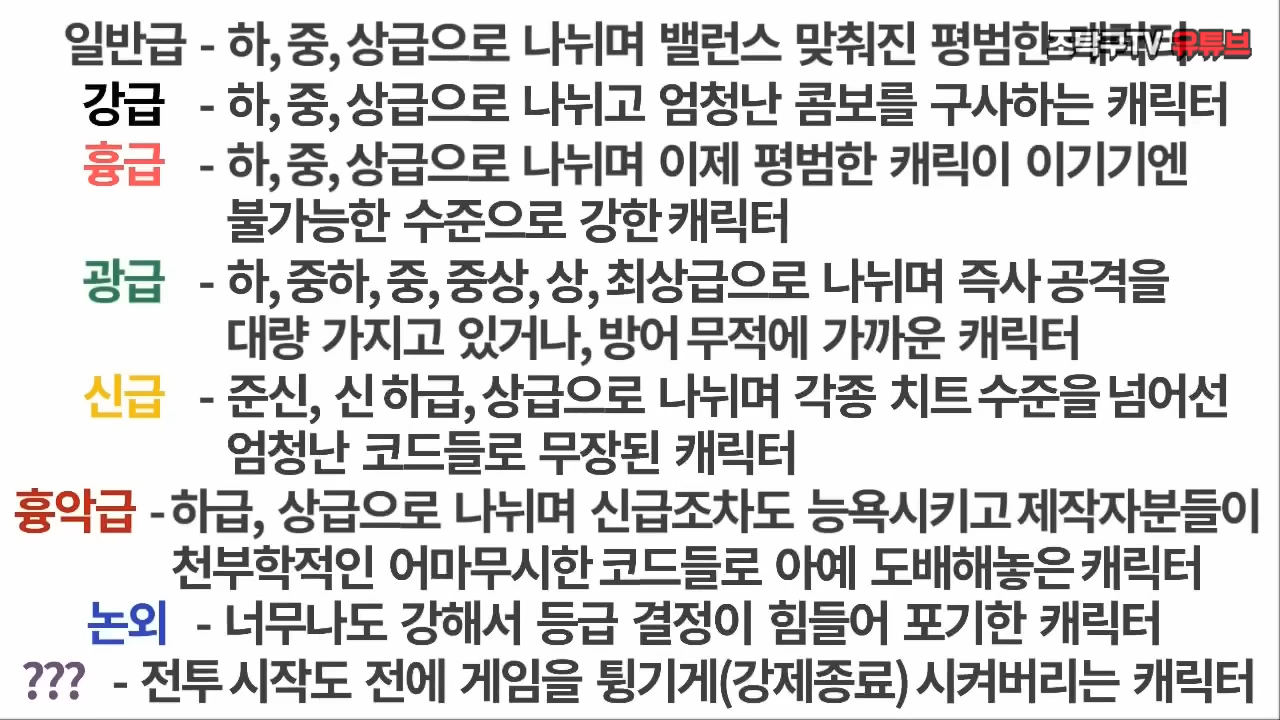 일반급 - 하, 중, 상급으로 나뉘며 밸런스 맞춰진 평범한
조탁구TV 유튜브
강급 - 하, 중, 상급으로 나뉘고 엄청난 콤보를 구사하는 캐릭터
흉급 - 하, 중, 상급으로 나뉘며 이제 평범한 캐릭이 이기기엔
불가능한 수준으로 강한 캐릭터
광급 - 하, 중하, 중, 중상, 상, 최상급으로 나뉘며 즉사 공격을
대량 가지고 있거나, 방어 무적에 가까운 캐릭터
신급 - 준신, 신 하급, 상급으로 나뉘며 각종 치트 수준을 넘어선
엄청난 코드들로 무장된 캐릭터
흉악급 - 하급, 상급으로 나뉘며 신급조차도 능욕시키고 제작자분들이
천부학적인 어마무시한 코드들로 아예 도배해놓은 캐릭터
논외 - 너무나도 강해서 등급 결정이 힘들어 포기한 캐릭터
??? - 전투 시작도 전에 게임을 튕기게(강제종료) 시켜버리는 캐릭터